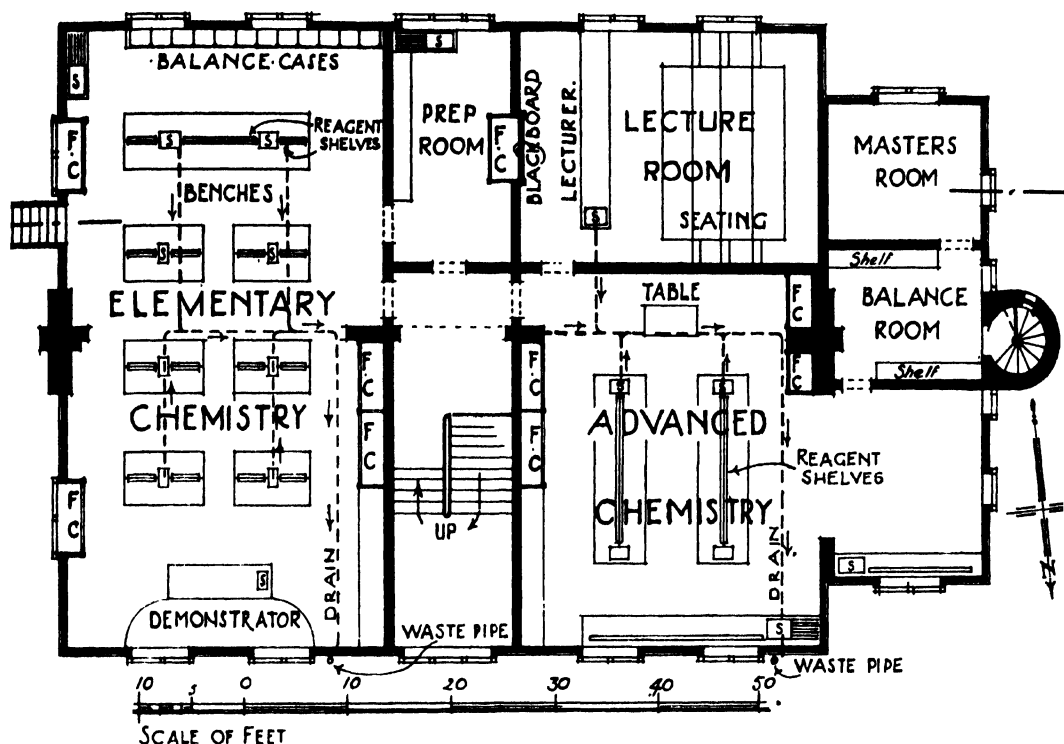 S
BALANCE·CASES
F.C
S S
REAGENT
SHELVES
BENCHES
S S
ELEMENTARY
CHEMISTRY
F C
F C
F C
S
DEMONSTRATOR
DRAIN
WASTE PIPE
S
PREP
ROOM
F.C
BLACKBOARD
LECTURER.
S
LECTURE
ROOM
SEATING
MASTERS
ROOM
Shelf
BALANCE
ROOM
Shelf
TABLE
F C
F C
F C
F C
UP
S S
ADVANCED
CHEMISTRY
REAGENT
SHELVES
DRAIN
S
S
WASTE PIPE
N
10 5 0 10 20 30 40 50
SCALE OF FEET